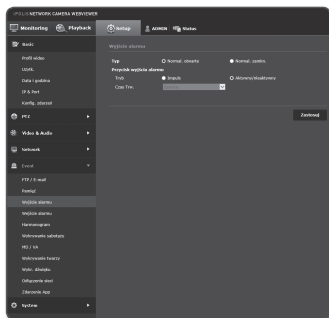 iPOLiS NETWORK CAMERA WEBVIEWER
Monitoring
Playback
Setup
ADMIN
Status
Basic
Profil wideo
Użytk.
Data i godzina
IP & Port
Konfig. zdarzeń
PTZ
Video & Audio
Network
Event
FTP / E-mail
Pamięć
Wejście alarmu
Wyjście alarmu
Harmonogram
Wykrywanie sabotażu
MD / VA
Wykrywanie twarzy
Wykr. dźwięku
Odłączenie sieci
Zdarzenie App
System
Wyjście alarmu
Typ
Normal. otwarte
Normal. zamkn.
Przycisk wyjścia alarmu
Tryb
Impuls
Aktywny/nieaktywny
Czas Trw.
Zastosuj